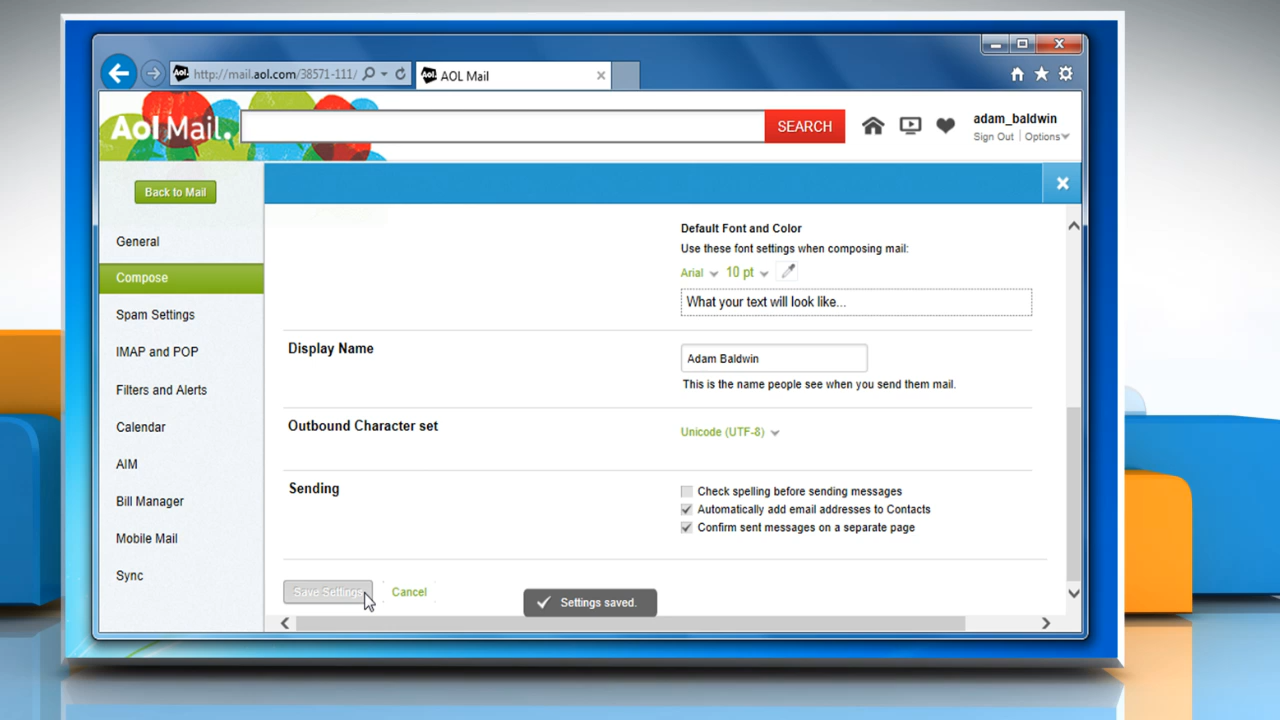 Aol. http://mail.aol.com/38571-111/
Aol. AOL Mail
Aol Mail.
SEARCH
adam_baldwin
Sign Out | Options
Back to Mail
General
Compose
Spam Settings
IMAP and POP
Filters and Alerts
Calendar
AIM
Bill Manager
Mobile Mail
Sync
Default Font and Color
Use these font settings when composing mail:
Arial 10 pt
What your text will look like...
Display Name
Adam Baldwin
This is the name people see when you send them mail.
Outbound Character set
Unicode (UTF-8)
Sending
Check spelling before sending messages
Automatically add email addresses to Contacts
Confirm sent messages on a separate page
Save Settings
Cancel
Settings saved.